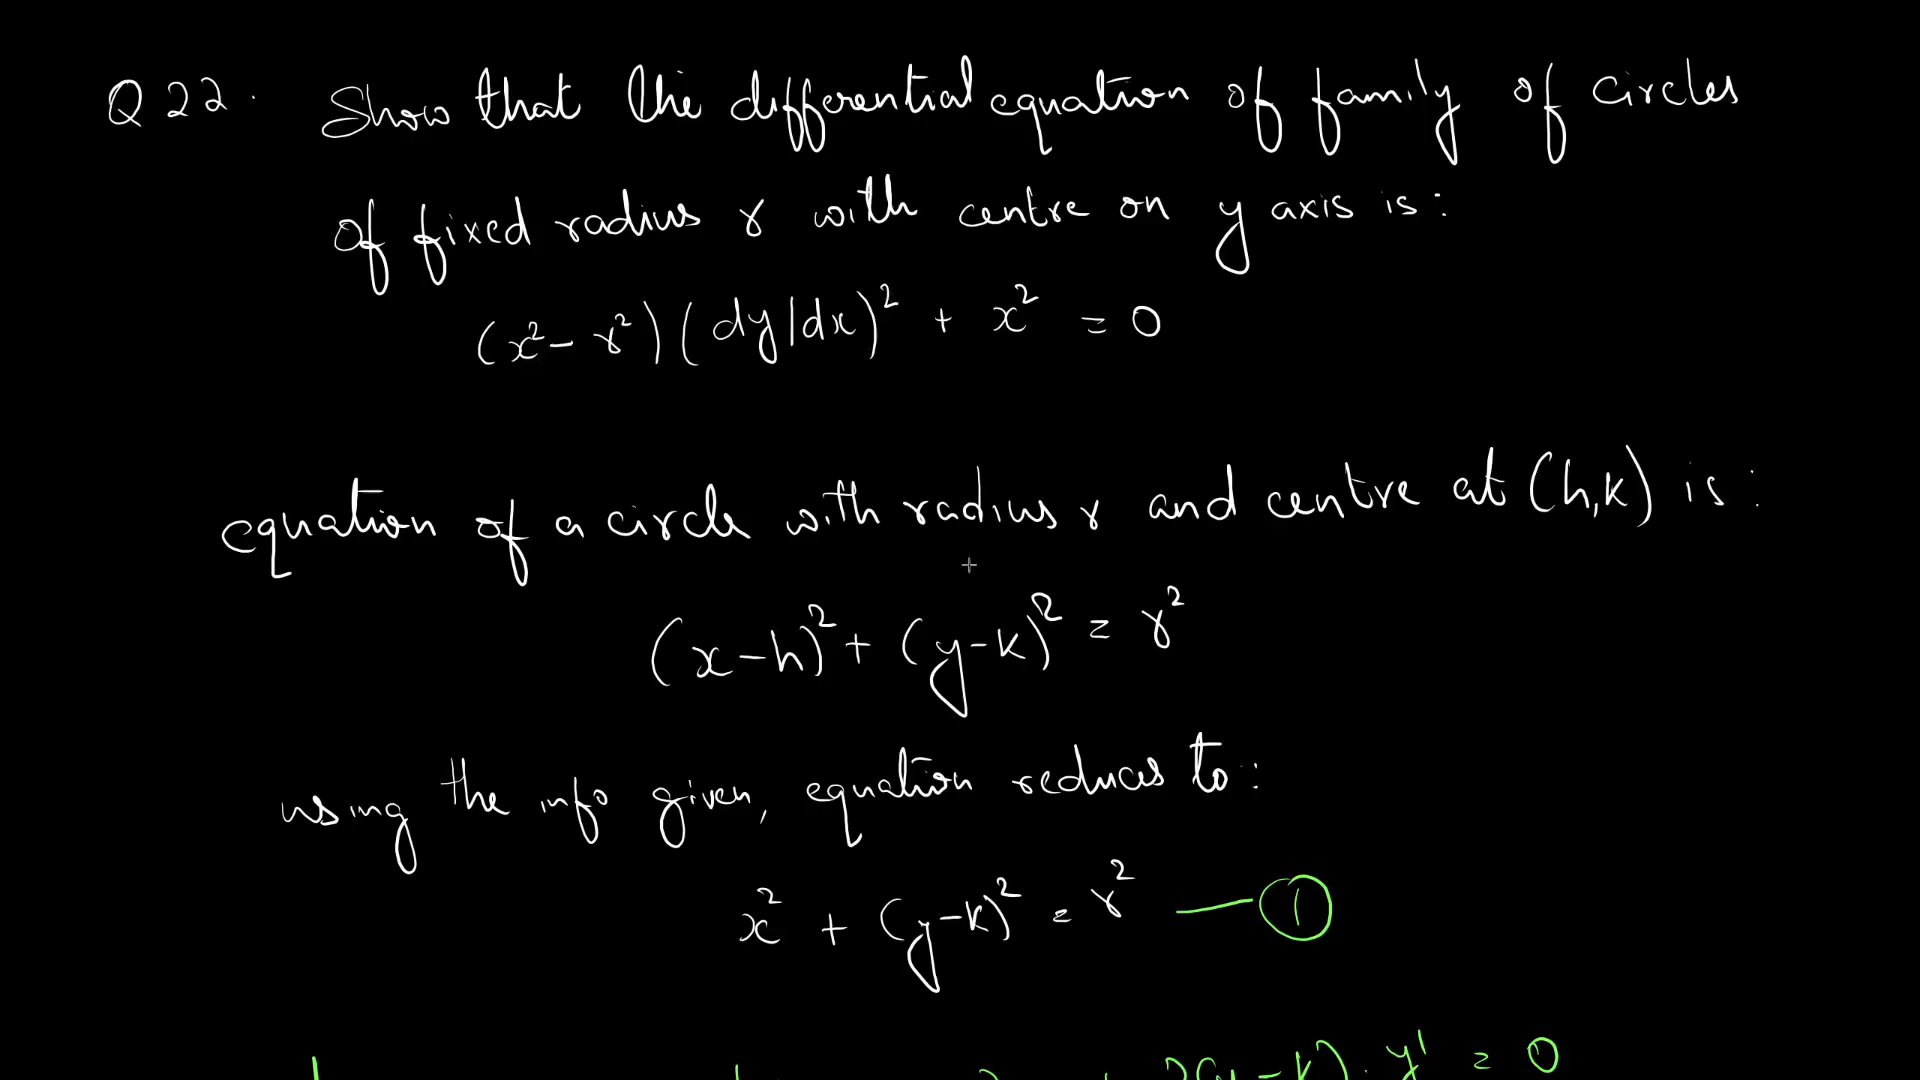 Q 22. Show that the differential equation of family of circles
of fixed radius r with centre on y axis is:
(x² - r²) (dy/dx)² + x² = 0
equation of a circle with radius r and centre at (h,k) is:
(x-h)² + (y-k)² = r²
using the info given, equation reduces to:
x² + (y-k)² = r² — ①
2(y-k). y' = 0